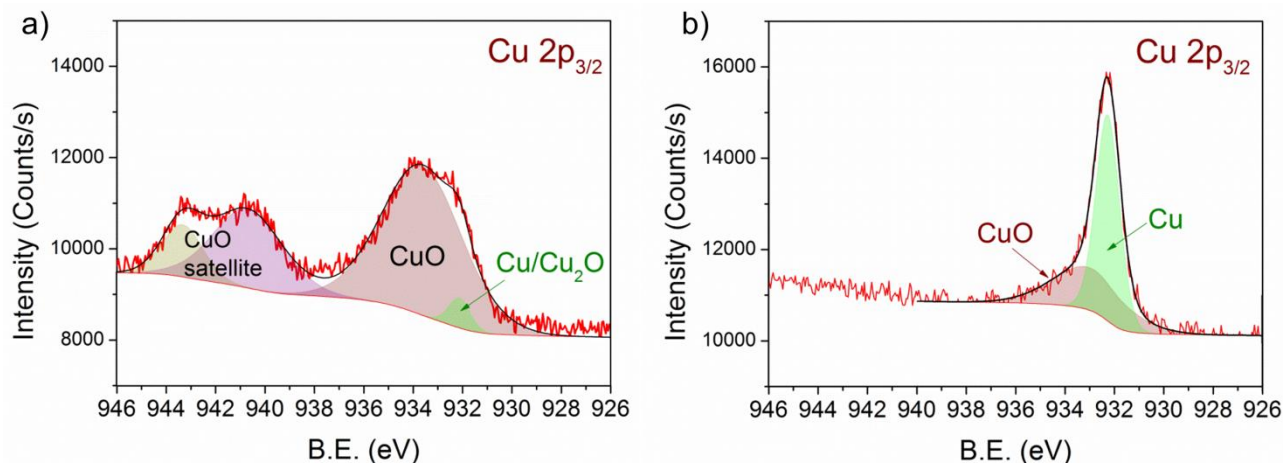 a)
Cu 2p3/2
14000
12000
10000
8000
Intensity (Counts/s)
CuO
satellite
CuO
Cu/Cu2O
946 944 942 940 938 936 934 932 930 928 926
B.E. (eV)
b)
Cu 2p3/2
16000
14000
12000
10000
Intensity (Counts/s)
CuO
Cu
946 944 942 940 938 936 934 932 930 928 926
B.E. (eV)